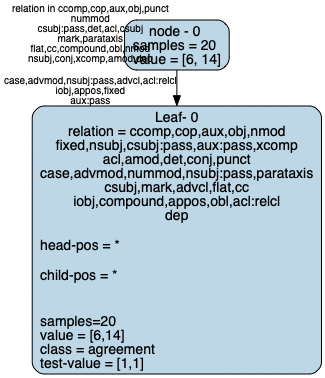 relation in ccomp,cop,aux,obj,punct
nummod
csubj:pass,det,acl,csubj
mark,parataxis
flat,cc,compound,obl,nmod
nsubj,conj,xcomp,amod,dep
case,advmod,nsubj:pass,advcl,acl:relcl
iobj,appos,fixed
aux:pass
node - 0
samples = 20
value = [6, 14]
Leaf- 0
relation = ccomp,cop,aux,obj,nmod
fixed,nsubj,csubj:pass,aux:pass,xcomp
acl,amod,det,conj,punct
case,advmod,nummod,nsubj:pass,parataxis
csubj,mark,advcl,flat,cc
iobj,compound,appos,obl,acl:relcl
dep
head-pos = *
child-pos = *
samples=20
value = [6,14]
class = agreement
test-value = [1,1]